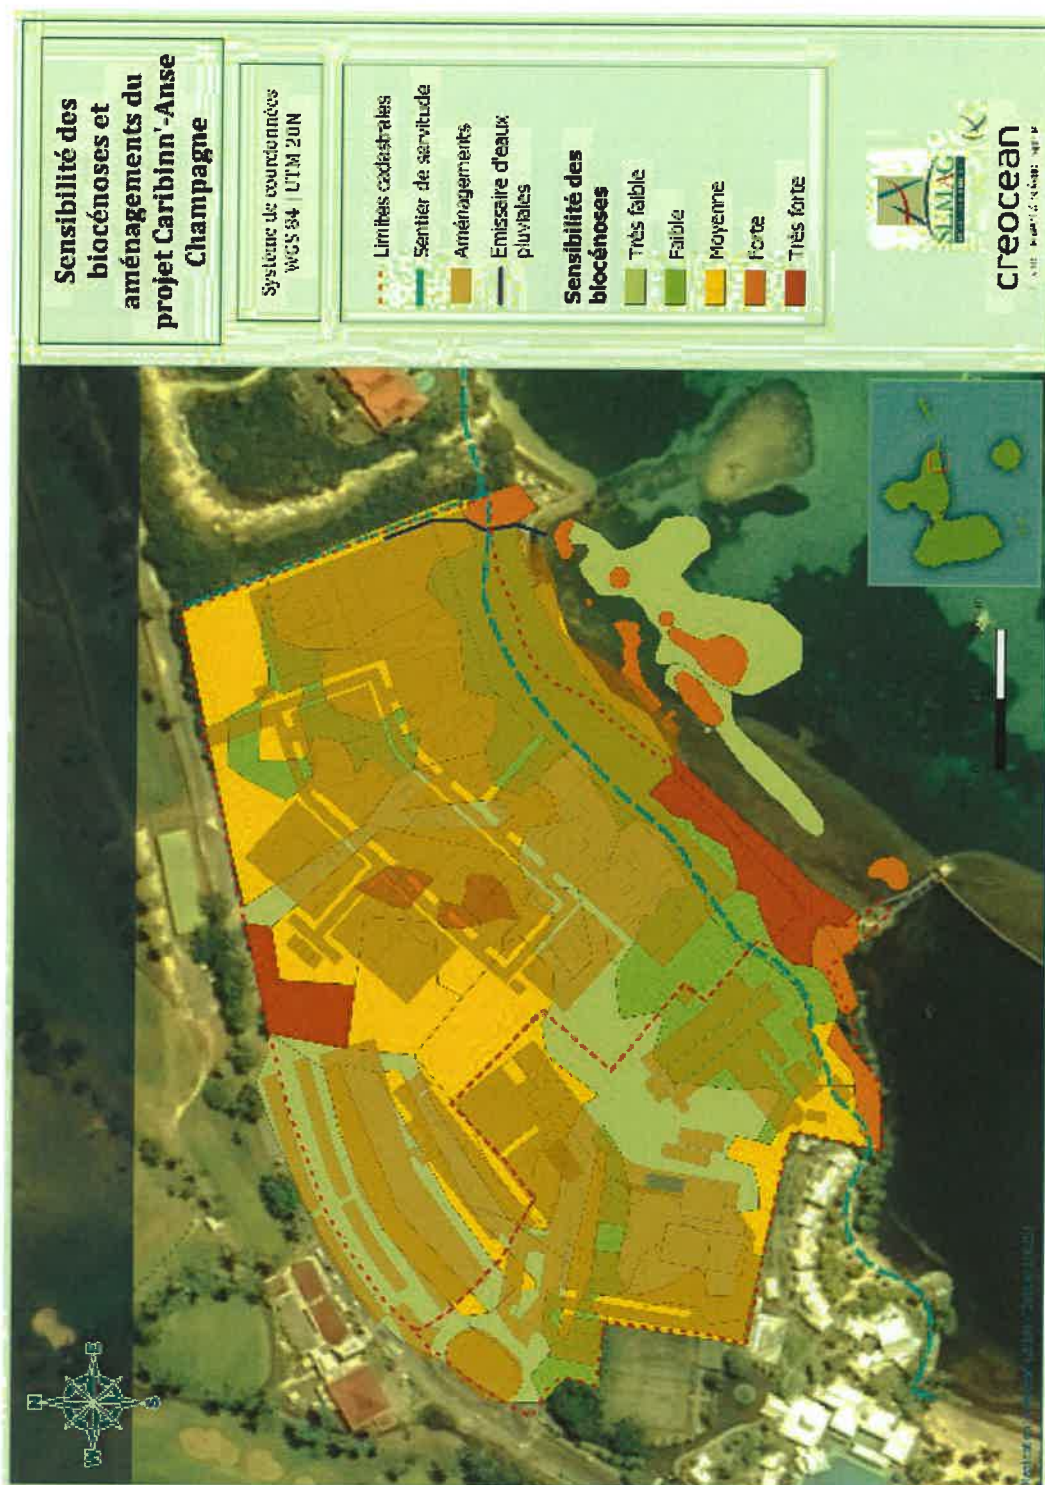 Sensibilité des
biocénoses et
aménagements du
projet Caribinn'-Anse
Champagne
Système de coordonnées
WGS 84 | UTM 20N
Limites cadastrales
Sentier de servitude
Aménagements
Emissaire d'eaux
pluviales
Sensibilité des
biocénoses
Très faible
Faible
Moyenne
Forte
Très forte
SEMAG
creocean
N
W
E
S